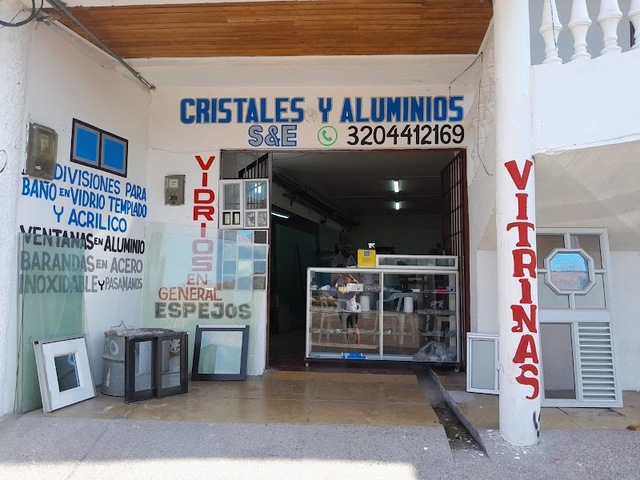 CRISTALES Y ALUMINIOS
S&E 3204412169
DIVISIONES PARA
BAÑO EN VIDRIO TEMPLADO
Y ACRILICO
VENTANAS EN ALUMINIO
BARANDAS EN ACERO
INOXIDABLE Y PASAMANOS
VIDRIOS
EN
GENERAL
ESPEJOS
VITRINAS